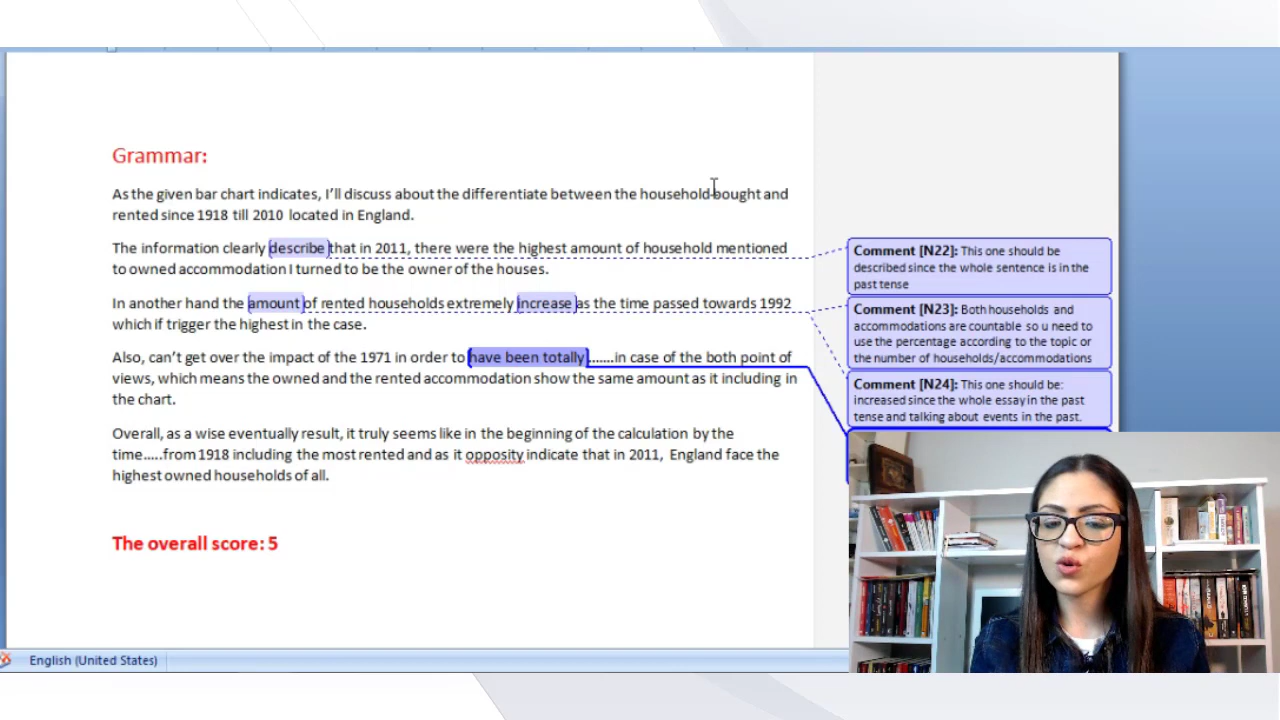 Grammar:
As the given bar chart indicates, I'll discuss about the differentiate between the household bought and
rented since 1918 till 2010 located in England.
The information clearly describe that in 2011, there were the highest amount of household mentioned
to owned accommodation I turned to be the owner of the houses.
In another hand the amount of rented households extremely increase as the time passed towards 1992
which if trigger the highest in the case.
Also, can't get over the impact of the 1971 in order to have been totally.......in case of the both point of
views, which means the owned and the rented accommodation show the same amount as it including in
the chart.
Overall, as a wise eventually result, it truly seems like in the beginning of the calculation by the
time.....from 1918 including the most rented and as it opposity indicate that in 2011, England face the
highest owned households of all.
The overall score: 5
Comment [N22]: This one should be
described since the whole sentence is in the
past tense
Comment [N23]: Both households and
accommodations are countable so u need to
use the percentage according to the topic or
the number of households/accommodations
Comment [N24]: This one should be:
increased since the whole essay in the past
tense and talking about events in the past.
English (United States)